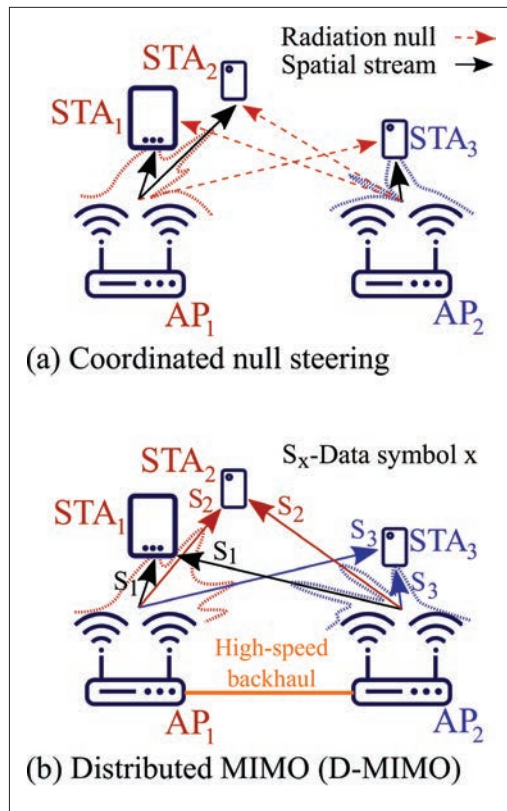 Radiation null
Spatial stream
STA₂
STA₁
STA₃
AP₁
AP₂
(a) Coordinated null steering
Sₓ-Data symbol x
STA₂
STA₁
S₂
S₂
S₃
STA₃
S₁
S₁
S₃
High-speed
backhaul
AP₁
AP₂
(b) Distributed MIMO (D-MIMO)